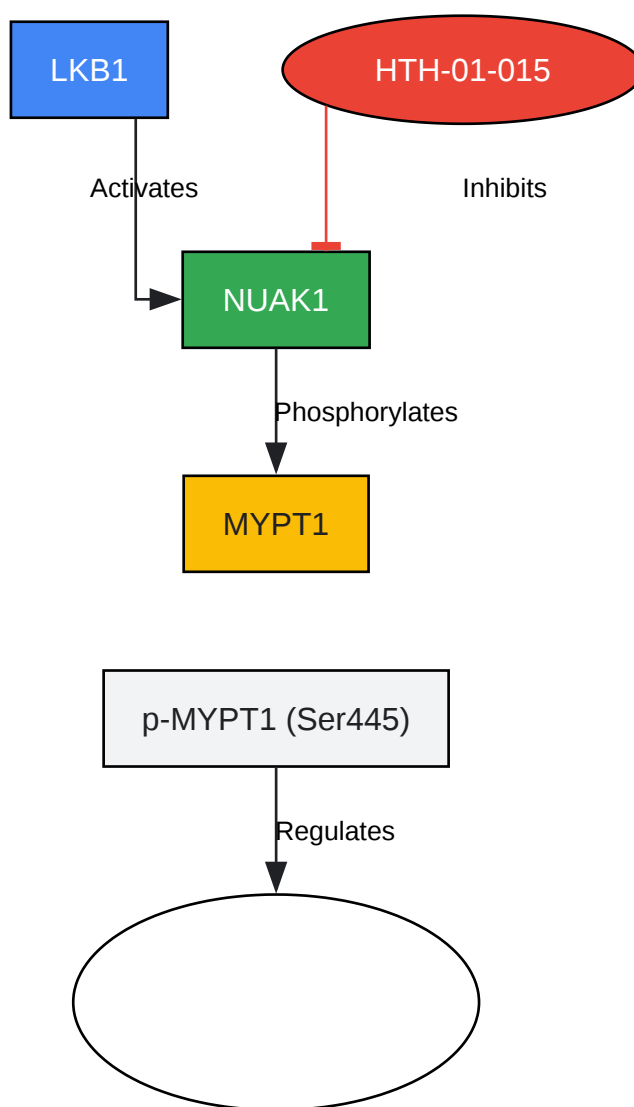 LKB1
HTH-01-015
Activates
Inhibits
NUAK1
Phosphorylates
MYPT1
p-MYPT1 (Ser445)
Regulates